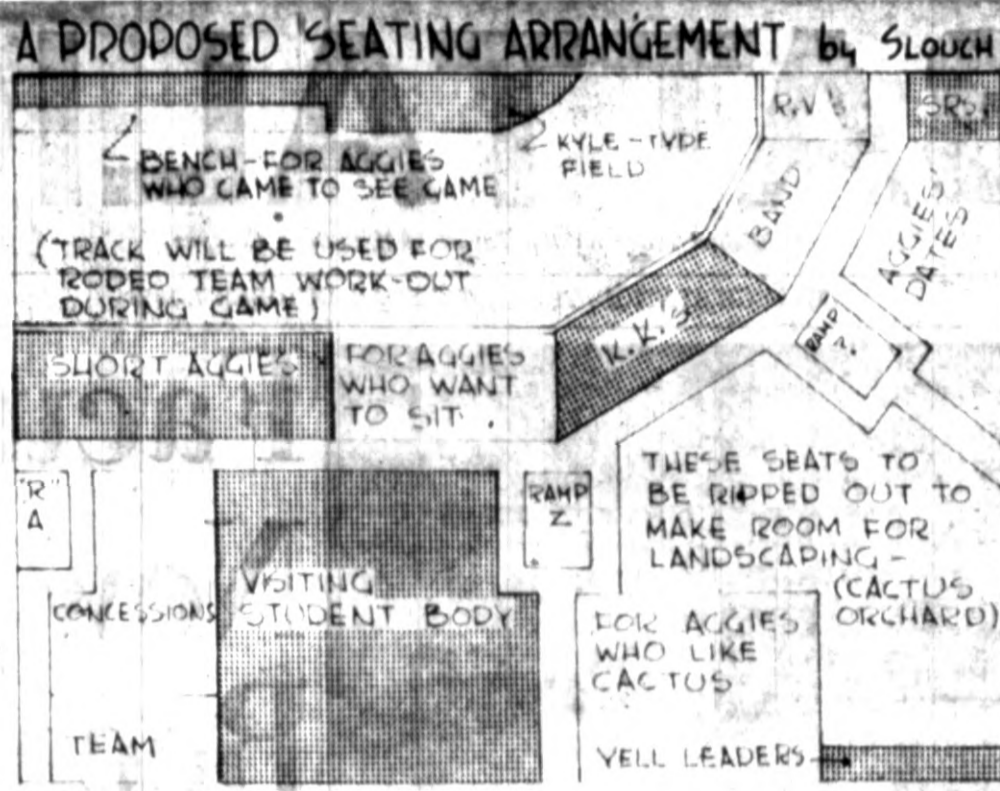 A PROPOSED SEATING ARRANGEMENT by SLOUCH
R.V.'s
SRS.
BENCH - FOR AGGIES
WHO CAME TO SEE GAME
KYLE - TYPE
FIELD
BAND
AGGIES'
DATES
(TRACK WILL BE USED FOR
RODEO TEAM WORK-OUT
DURING GAME)
K.K.'s
RAMP
?.
SHORT AGGIES
FOR AGGIES
WHO WANT
TO SIT.
"R"
A
RAMP
Z
THESE SEATS TO
BE RIPPED OUT TO
MAKE ROOM FOR
LANDSCAPING -
(CACTUS
ORCHARD)
VISITING
STUDENT BODY
CONCESSIONS
FOR AGGIES
WHO LIKE
CACTUS
TEAM
YELL LEADERS